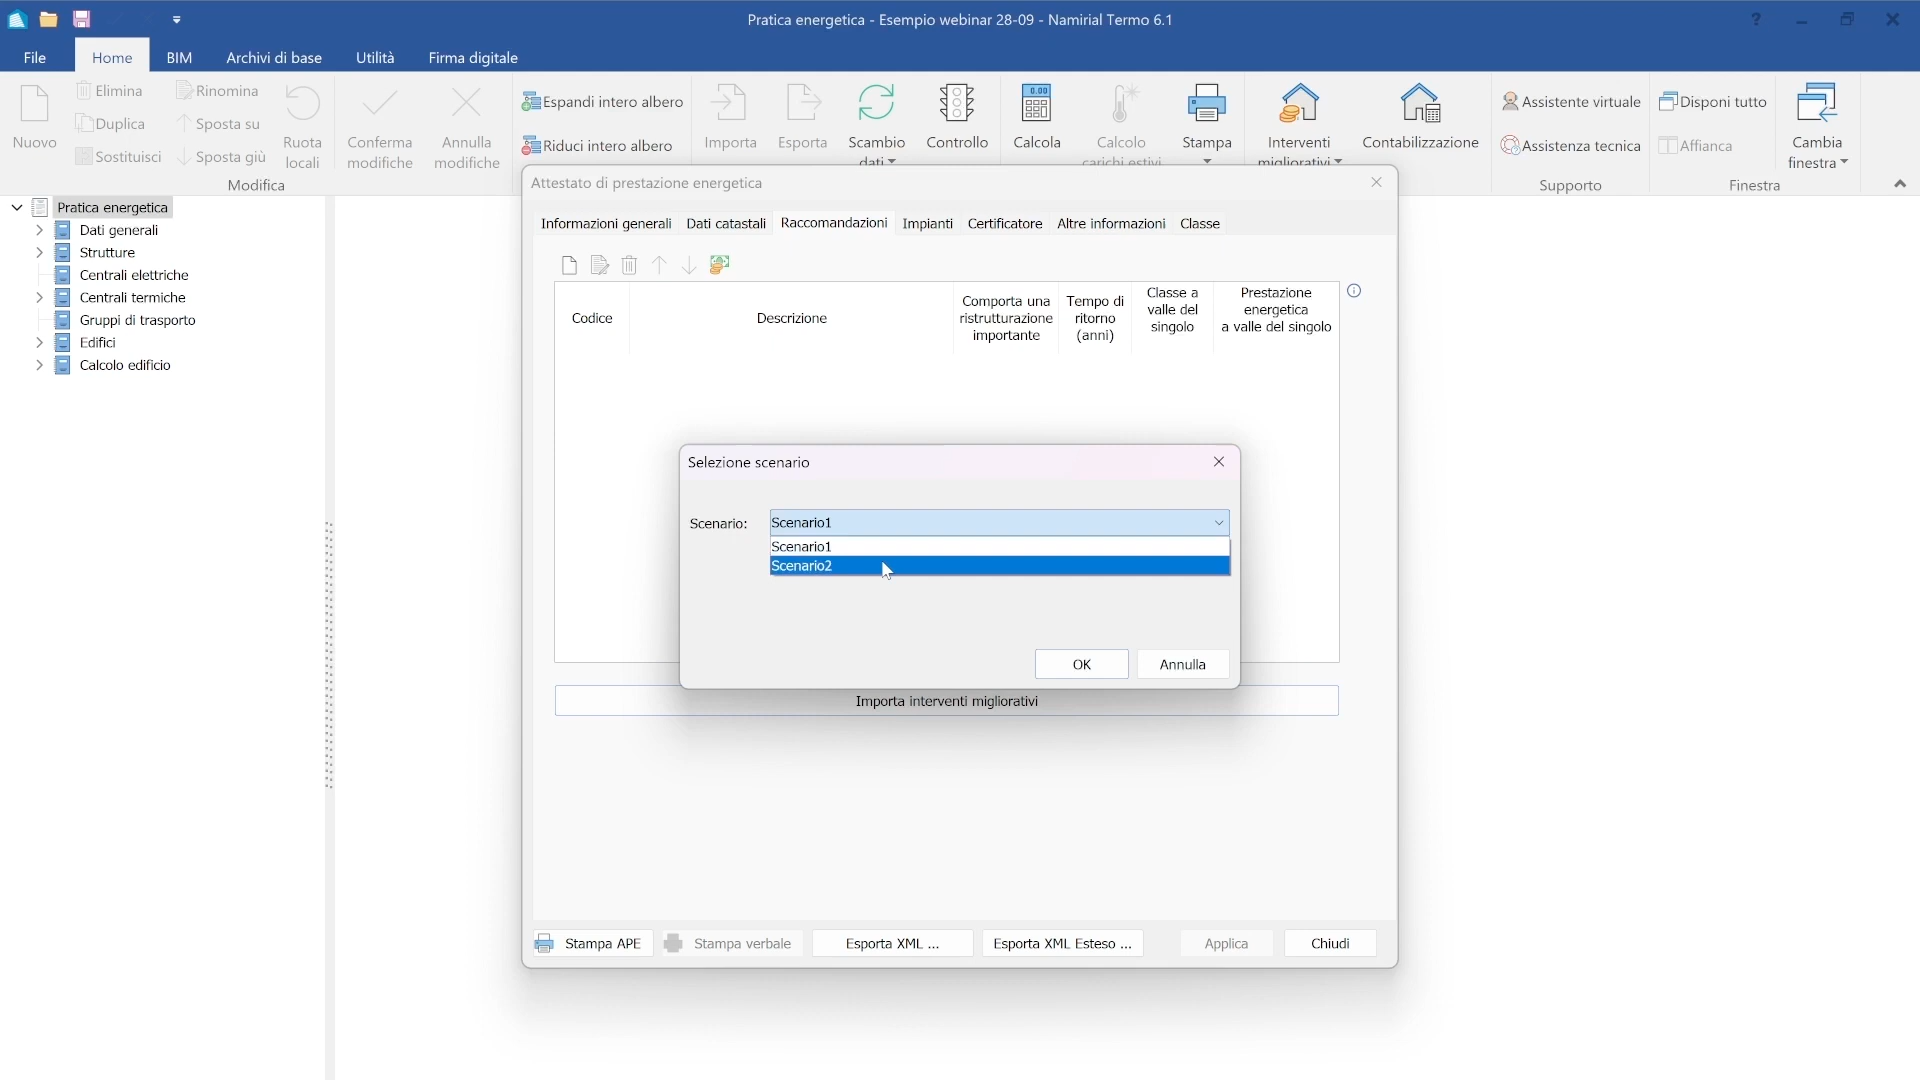 Pratica energetica - Esempio webinar 28-09 - Namirial Termo 6.1
?
File
Home
BIM
Archivi di base
Utilità
Firma digitale
Nuovo
Elimina
Duplica
Sostituisci
Rinomina
Sposta su
Sposta giù
Ruota
locali
Modifica
Conferma
modifiche
Annulla
modifiche
Espandi intero albero
Riduci intero albero
Importa
Esporta
Scambio
dati
Controllo
0.00
Calcola
Calcolo
carichi estivi
Stampa
Interventi
migliorativi
Contabilizzazione
Assistente virtuale
Assistenza tecnica
Supporto
Disponi tutto
Affianca
Cambia
finestra
Finestra
Pratica energetica
Dati generali
Strutture
Centrali elettriche
Centrali termiche
Gruppi di trasporto
Edifici
Calcolo edificio
Attestato di prestazione energetica
Informazioni generali
Dati catastali
Raccomandazioni
Impianti
Certificatore
Altre informazioni
Classe
Codice
Descrizione
Comporta una
ristrutturazione
importante
Tempo di
ritorno
(anni)
Classe a
valle del
singolo
Prestazione
energetica
a valle del singolo
Selezione scenario
Scenario:
Scenario1
Scenario1
Scenario2
OK
Annulla
Importa interventi migliorativi
Stampa APE
Stampa verbale
Esporta XML ...
Esporta XML Esteso ...
Applica
Chiudi